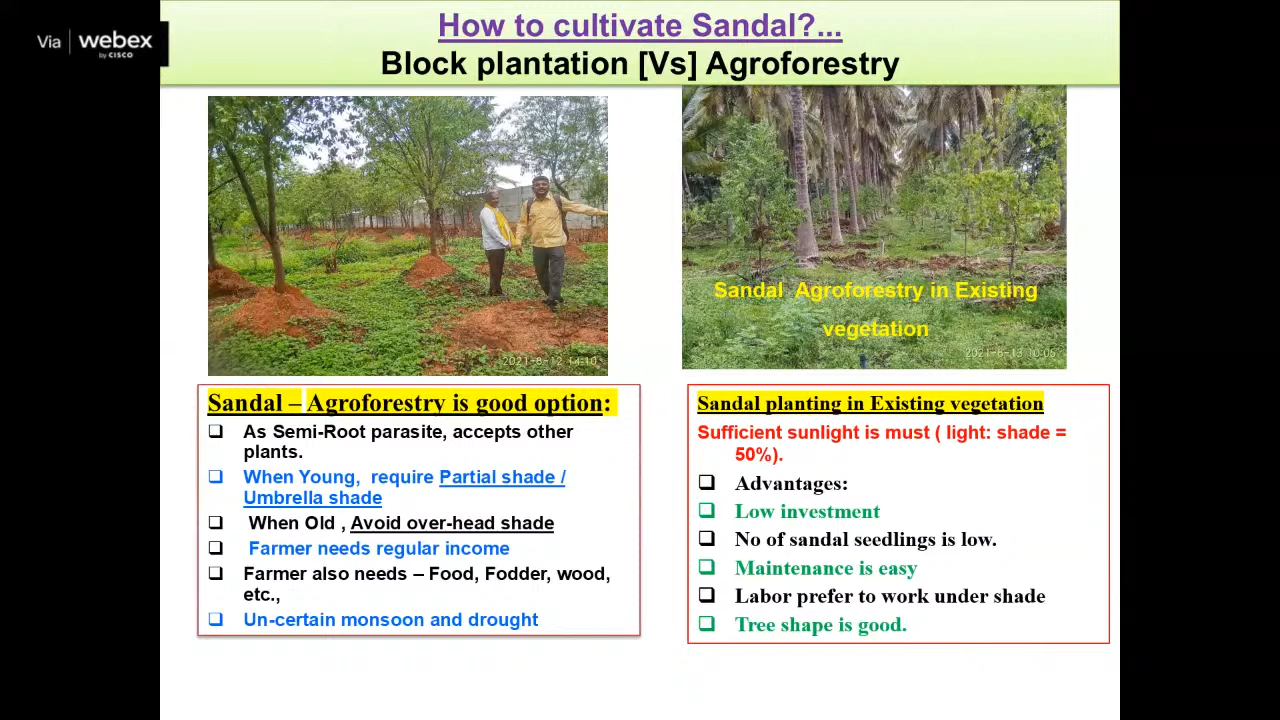 Via webex
by CISCO
How to cultivate Sandal?...
Block plantation [Vs] Agroforestry
2021-8-12 14:10
Sandal Agroforestry in Existing
vegetation
2021-8-13 10:05
Sandal – Agroforestry is good option:
❑ As Semi-Root parasite, accepts other
plants.
❑ When Young, require Partial shade /
Umbrella shade
❑ When Old , Avoid over-head shade
❑ Farmer needs regular income
❑ Farmer also needs – Food, Fodder, wood,
etc.,
❑ Un-certain monsoon and drought
Sandal planting in Existing vegetation
Sufficient sunlight is must ( light: shade =
50%).
❑ Advantages:
❑ Low investment
❑ No of sandal seedlings is low.
❑ Maintenance is easy
❑ Labor prefer to work under shade
❑ Tree shape is good.